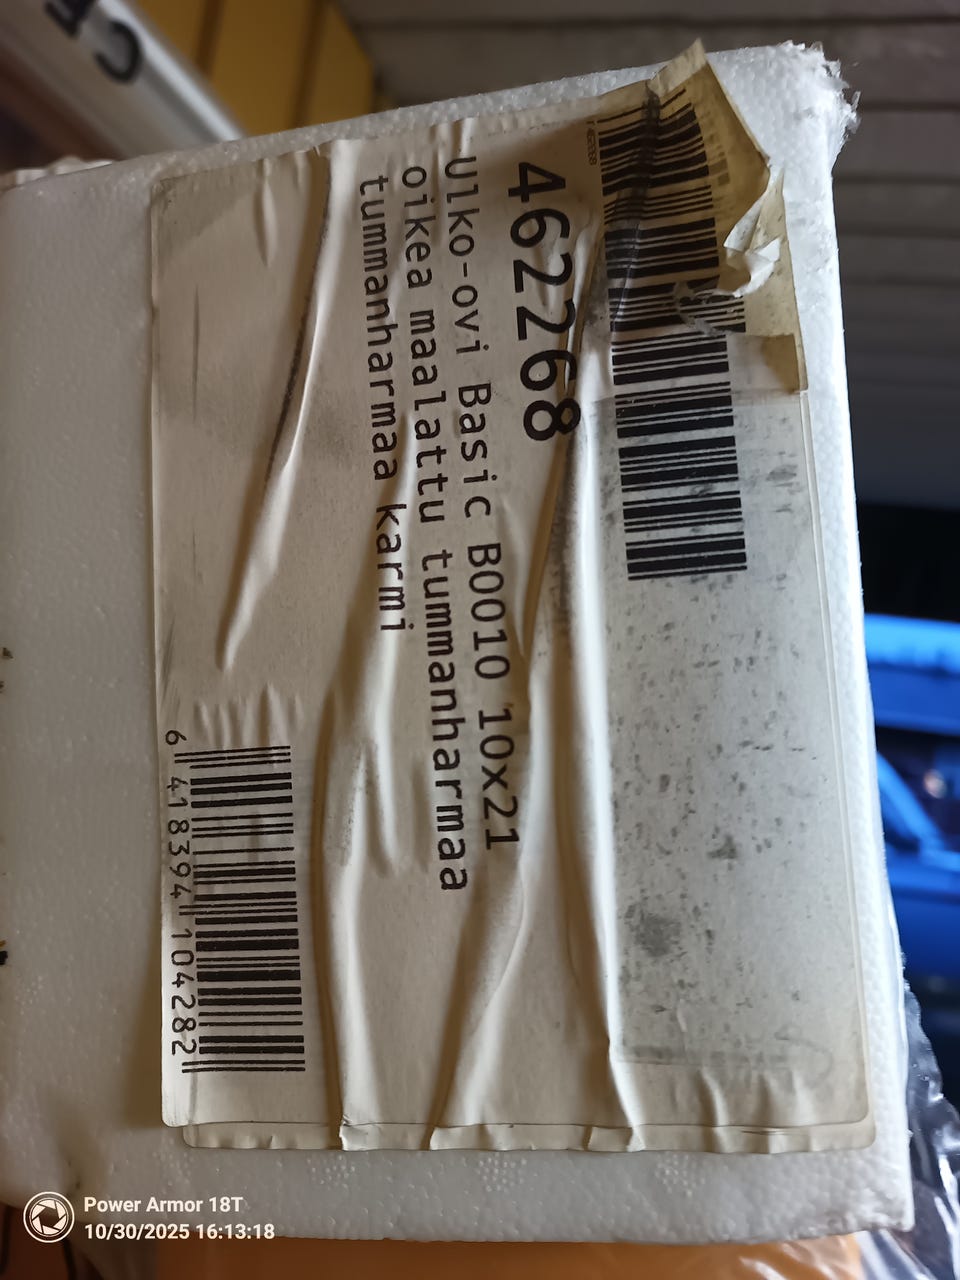 462268
Ulko-ovi Basic B0010 10x21
oikea maalattu tummanharmaa
tummanharmaa karmi
6 418394 104282
Power Armor 18T
10/30/2025 16:13:18